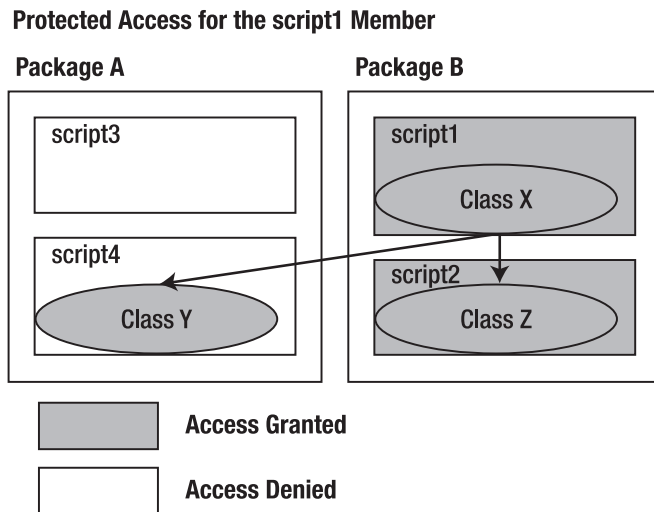 Protected Access for the script1 Member
Package A
Package B
script3
script1
Class X
script4
script2
Class Y
Class Z
Access Granted
Access Denied